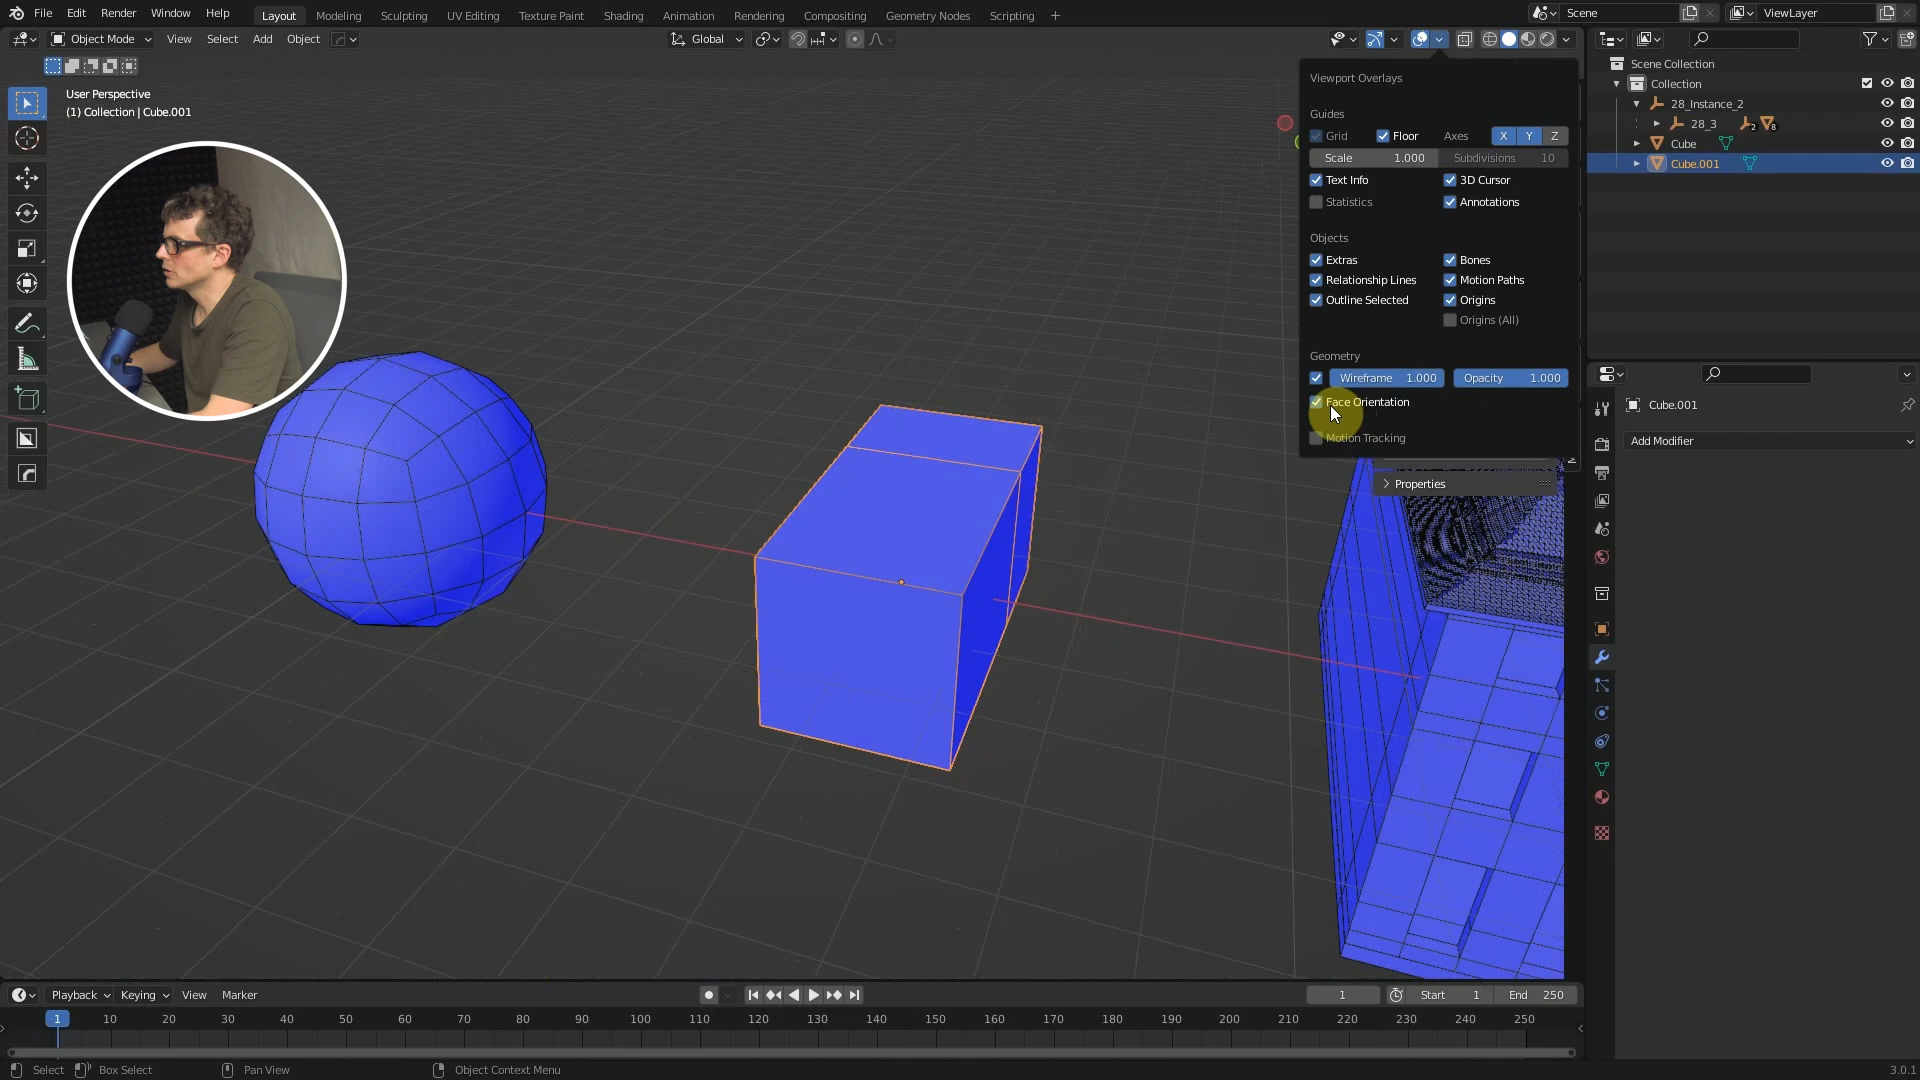 File Edit Render Window Help Layout Modeling Sculpting UV Editing Texture Paint Shading Animation Rendering Compositing Geometry Nodes Scripting + Scene ViewLayer
Object Mode View Select Add Object Global
User Perspective
(1) Collection | Cube.001
Viewport Overlays
Guides
Grid Floor Axes X Y Z
Scale 1.000 Subdivisions 10
Text Info 3D Cursor
Statistics Annotations
Objects
Extras Bones
Relationship Lines Motion Paths
Outline Selected Origins
Origins (All)
Geometry
Wireframe 1.000 Opacity 1.000
Face Orientation
Motion Tracking
Properties
Scene Collection
Collection
28_Instance_2
28_3 2 8
Cube
Cube.001
Cube.001
Add Modifier
Playback Keying View Marker 1 Start 1 End 250
1 10 20 30 40 50 60 70 80 90 100 110 120 130 140 150 160 170 180 190 200 210 220 230 240 250
Select Box Select Pan View Object Context Menu 3.0.1